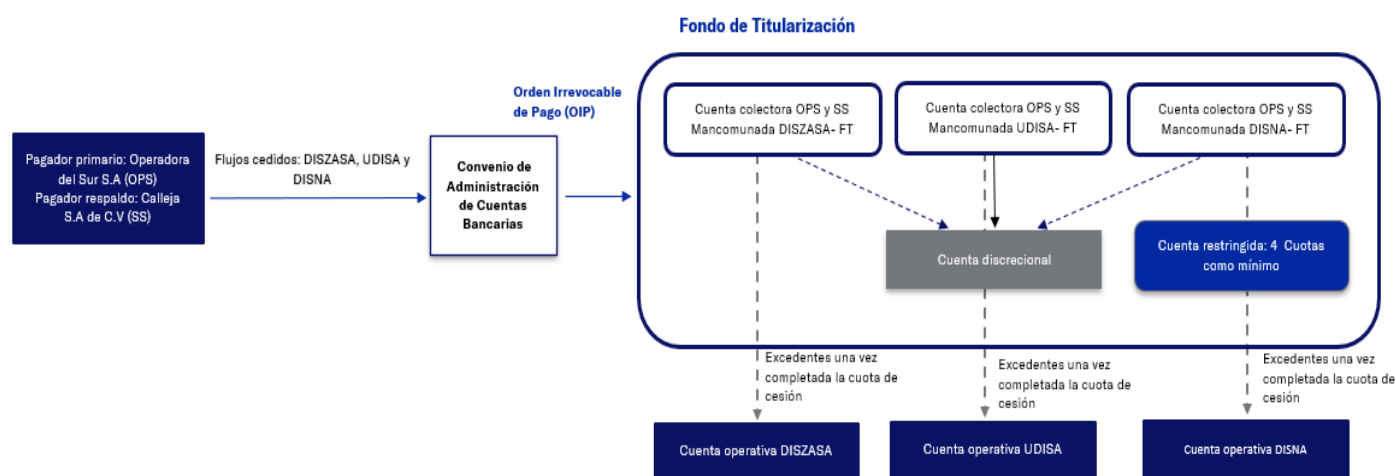 Fondo de Titularización
Orden Irrevocable
de Pago (OIP)
Pagador primario: Operadora
del Sur S.A (OPS)
Pagador respaldo: Calleja
S.A de C.V (SS)
Flujos cedidos: DISZASA, UDISA y
DISNA
Convenio de
Administración
de Cuentas
Bancarias
Cuenta colectora OPS y SS
Mancomunada DISZASA- FT
Cuenta colectora OPS y SS
Mancomunada UDISA- FT
Cuenta colectora OPS y SS
Mancomunada DISNA- FT
Cuenta discrecional
Cuenta restringida: 4 Cuotas
como mínimo
Excedentes una vez
completada la cuota de
cesión
Excedentes una vez
completada la cuota de
cesión
Excedentes una vez
completada la cuota de
cesión
Cuenta operativa DISZASA
Cuenta operativa UDISA
Cuenta operativa DISNA